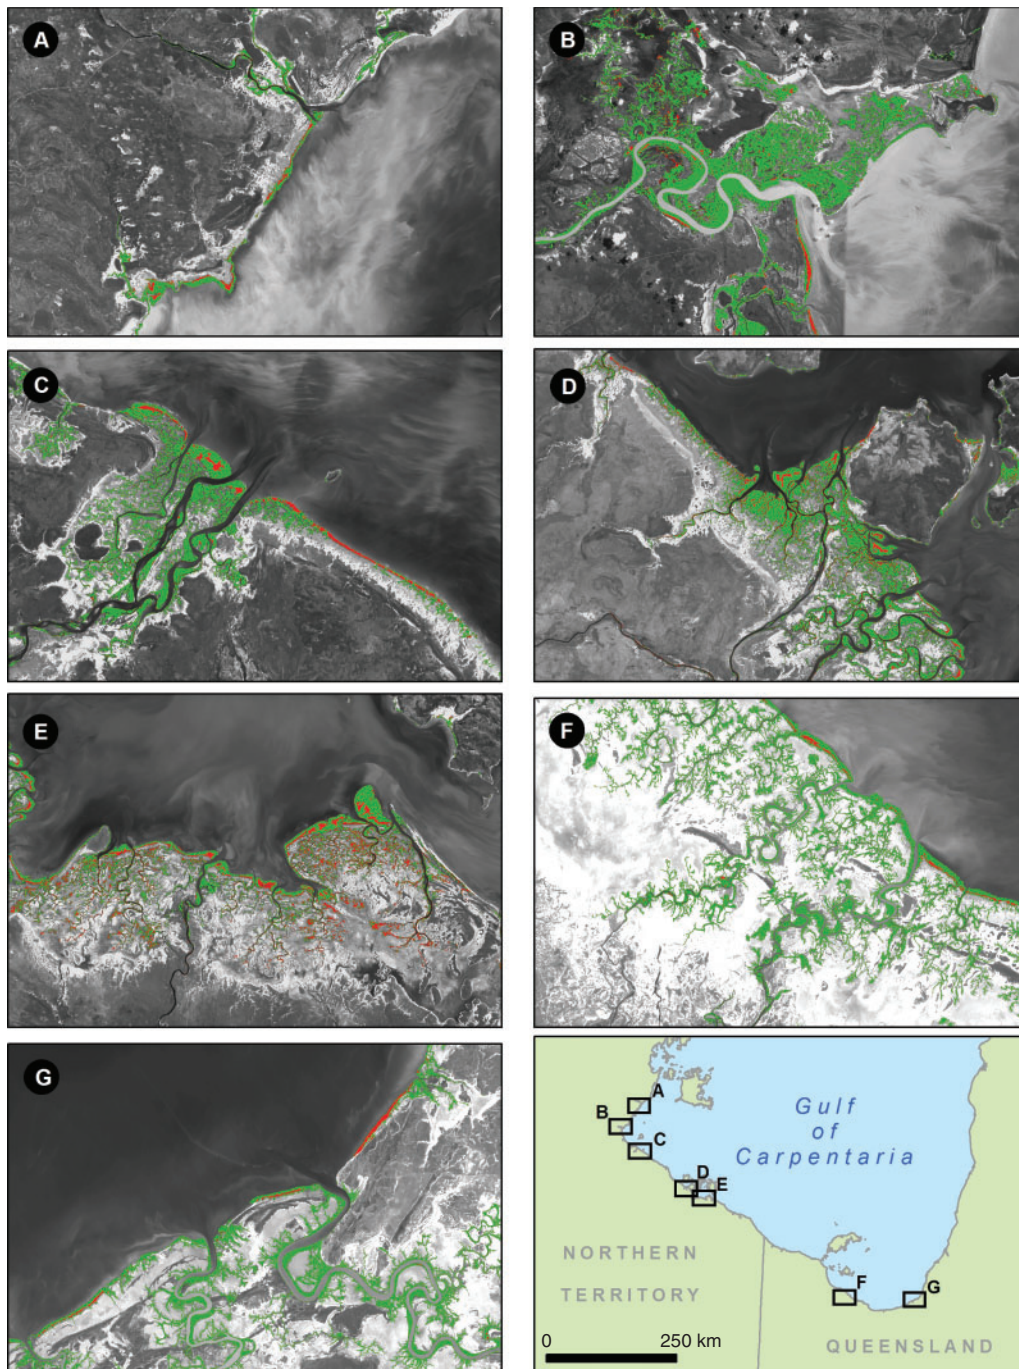 A
B
C
D
E
F
G
A
B
C
D
E
F
G
Gulf
of
Carpentaria
NORTHERN
TERRITORY
QUEENSLAND
0 250 km